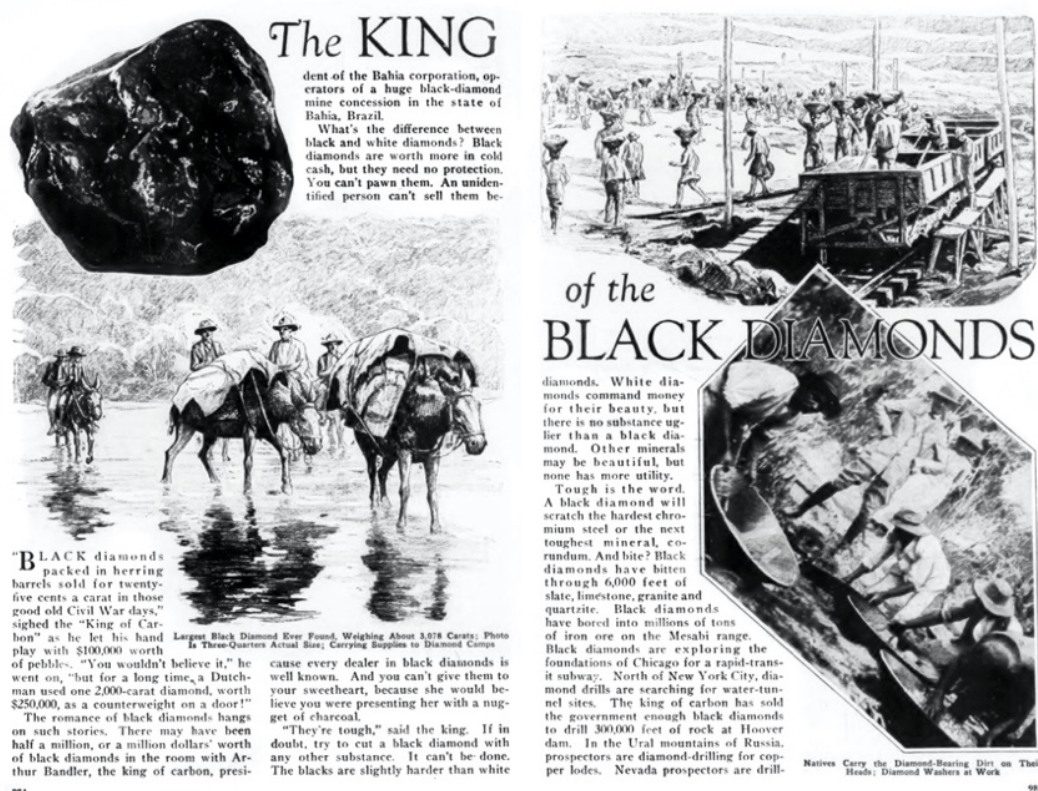 The KING
"BLACK diamonds
packed in herring
barrels sold for twenty-
five cents a carat in those
good old Civil War days,"
sighed the "King of Car-
bon" as he let his hand
play with $100,000 worth
of pebbles. "You wouldn't believe it," he
went on, "but for a long time, a Dutch-
man used one 2,000-carat diamond, worth
$250,000, as a counterweight on a door!"
The romance of black diamonds hangs
on such stories. There may have been
half a million, or a million dollars' worth
of black diamonds in the room with Ar-
thur Bandler, the king of carbon, presi-
dent of the Bahia corporation, op-
erators of a huge black-diamond
mine concession in the state of
Bahia, Brazil.
What's the difference between
black and white diamonds? Black
diamonds are worth more in cold
cash, but they need no protection.
You can't pawn them. An uniden-
tified person can't sell them be-
Largest Black Diamond Ever Found, Weighing About 3,078 Carats; Photo
Is Three-Quarters Actual Size; Carrying Supplies to Diamond Camps
cause every dealer in black diamonds is
well known. And you can't give them to
your sweetheart, because she would be-
lieve you were presenting her with a nug-
get of charcoal.
"They're tough," said the king. If in
doubt, try to cut a black diamond with
any other substance. It can't be done.
The blacks are slightly harder than white
of the
BLACK DIAMONDS
diamonds. White dia-
monds command money
for their beauty, but
there is no substance ug-
lier than a black dia-
mond. Other minerals
may be beautiful, but
none has more utility.
Tough is the word.
A black diamond will
scratch the hardest chro-
mium steel or the next
toughest mineral, co-
rundum. And bite? Black
diamonds have bitten
through 6,000 feet of
slate, limestone, granite and
quartzite. Black diamonds
have bored into millions of tons
of iron ore on the Mesabi range.
Black diamonds are exploring the
foundations of Chicago for a rapid-trans-
it subway. North of New York City, dia-
mond drills are searching for water-tun-
nel sites. The king of carbon has sold
the government enough black diamonds
to drill 300,000 feet of rock at Hoover
dam. In the Ural mountains of Russia,
prospectors are diamond-drilling for cop-
per lodes. Nevada prospectors are drill-
Natives Carry the Diamond-Bearing Dirt on Thei
Heads; Diamond Washers at Work